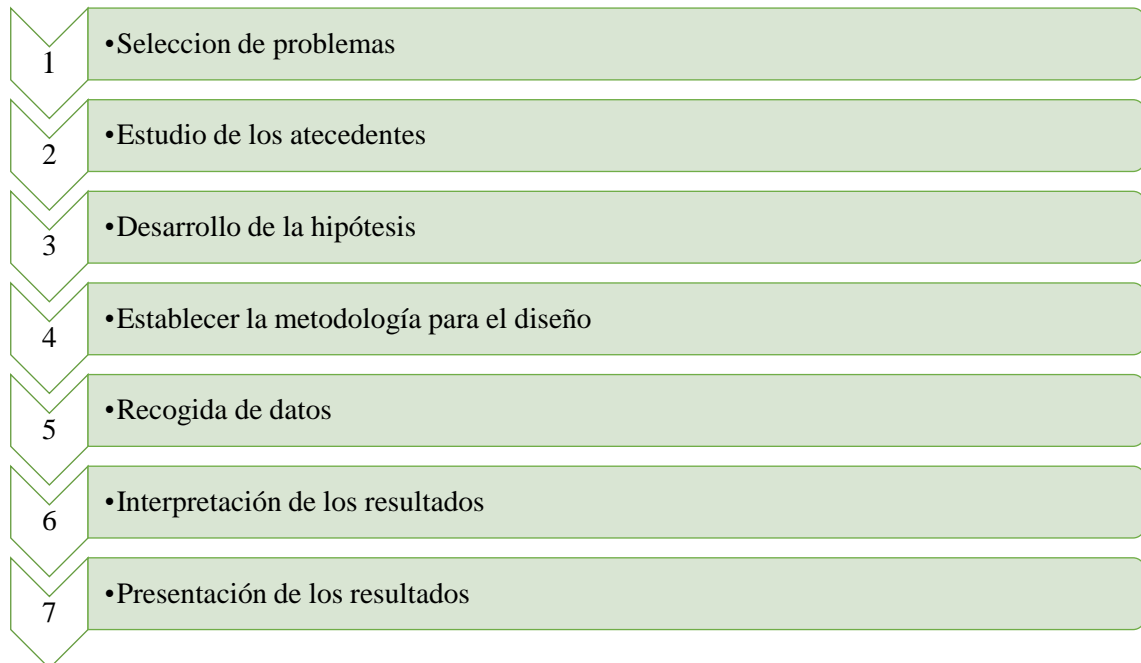 1
•Seleccion de problemas
2
•Estudio de los atecedentes
3
•Desarrollo de la hipótesis
4
•Establecer la metodología para el diseño
5
•Recogida de datos
6
•Interpretación de los resultados
7
•Presentación de los resultados